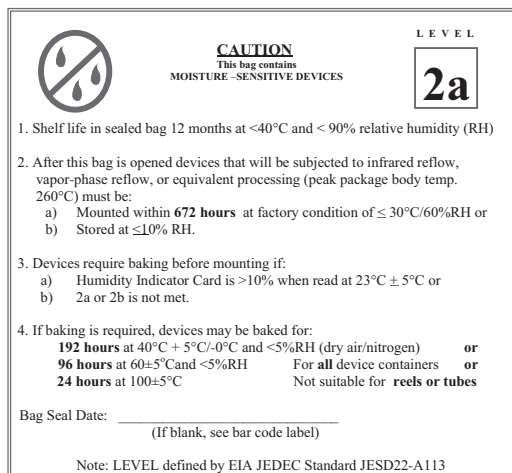 LEVEL
CAUTION
This bag contains
MOISTURE –SENSITIVE DEVICES
2a
1. Shelf life in sealed bag 12 months at <40°C and < 90% relative humidity (RH)
2. After this bag is opened devices that will be subjected to infrared reflow,
vapor-phase reflow, or equivalent processing (peak package body temp.
260°C) must be:
a) Mounted within 672 hours at factory condition of ≤ 30°C/60%RH or
b) Stored at ≤10% RH.
3. Devices require baking before mounting if:
a) Humidity Indicator Card is >10% when read at 23°C ± 5°C or
b) 2a or 2b is not met.
4. If baking is required, devices may be baked for:
192 hours at 40°C + 5°C/-0°C and <5%RH (dry air/nitrogen) or
96 hours at 60±5°Cand <5%RH For all device containers or
24 hours at 100±5°C Not suitable for reels or tubes
Bag Seal Date: ______________________________
(If blank, see bar code label)
Note: LEVEL defined by EIA JEDEC Standard JESD22-A113